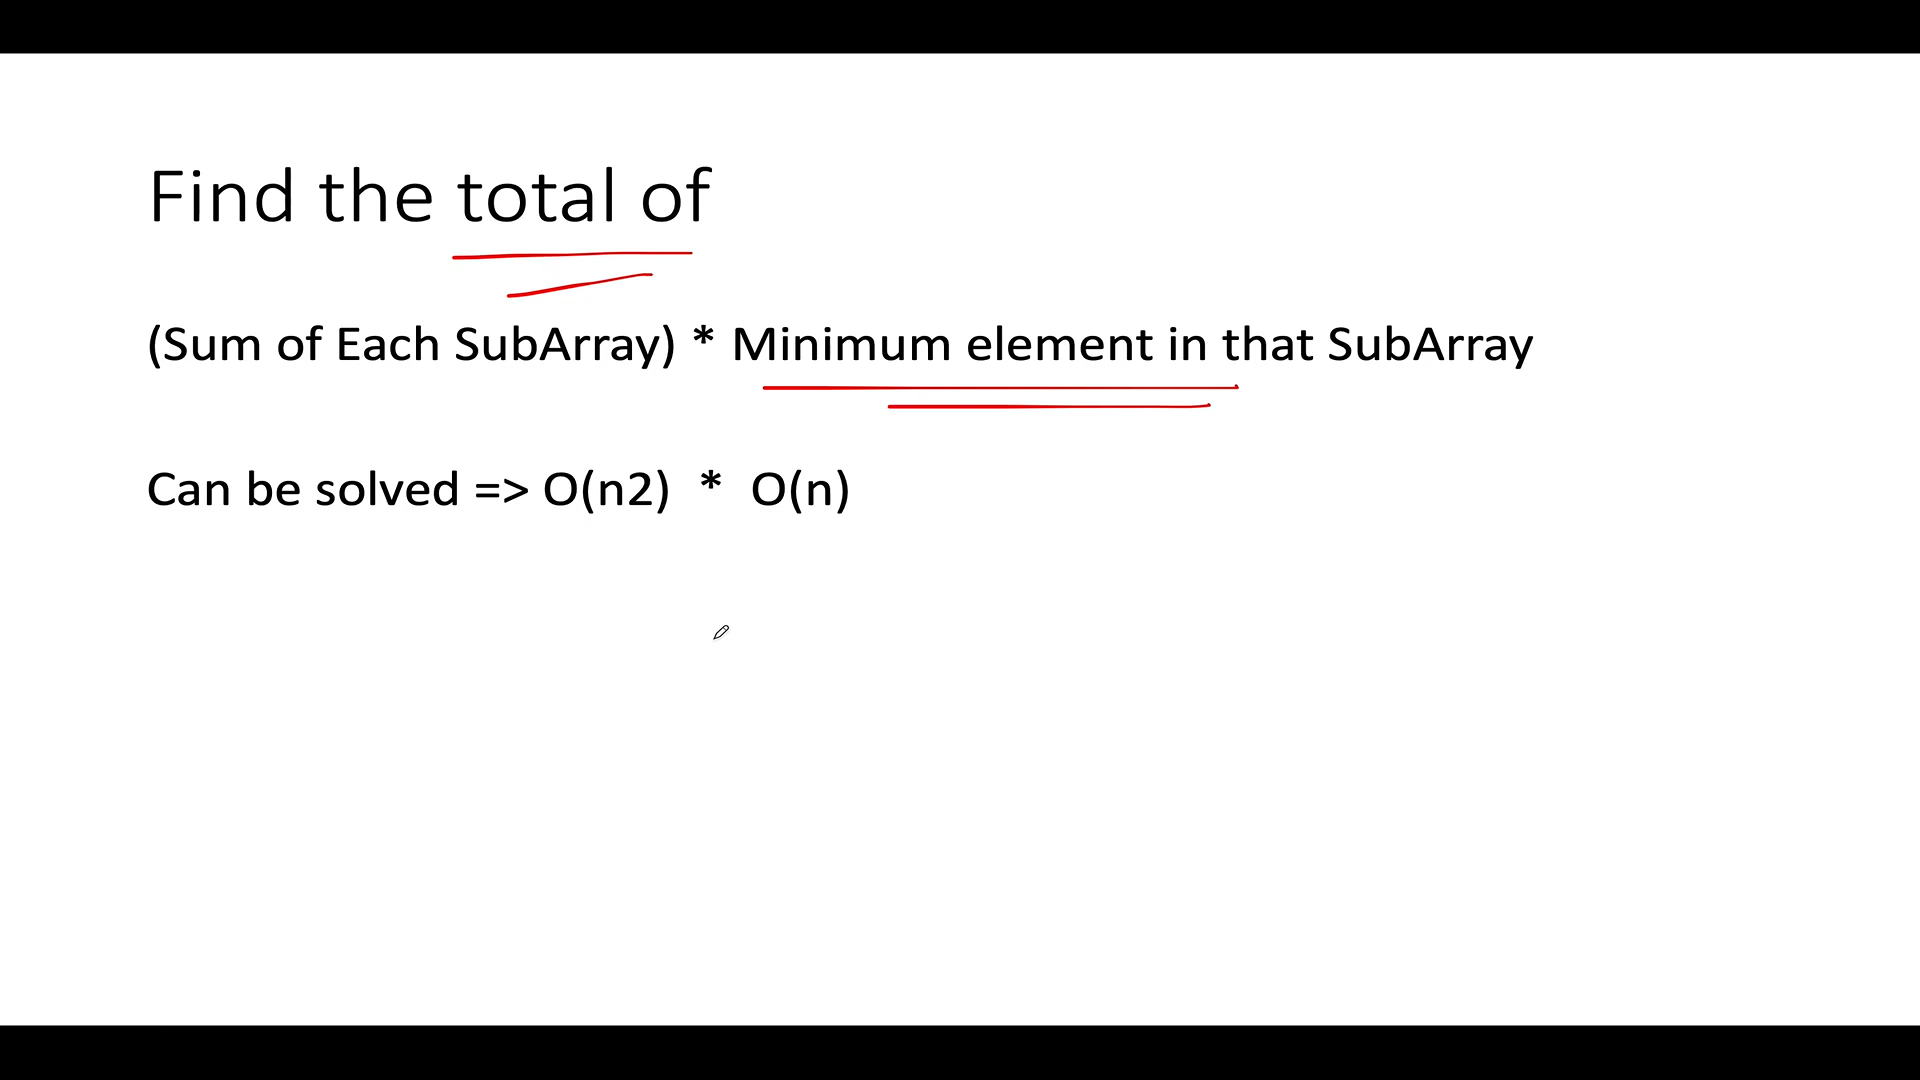 Find the total of
(Sum of Each SubArray) * Minimum element in that SubArray
Can be solved => O(n2) * O(n)